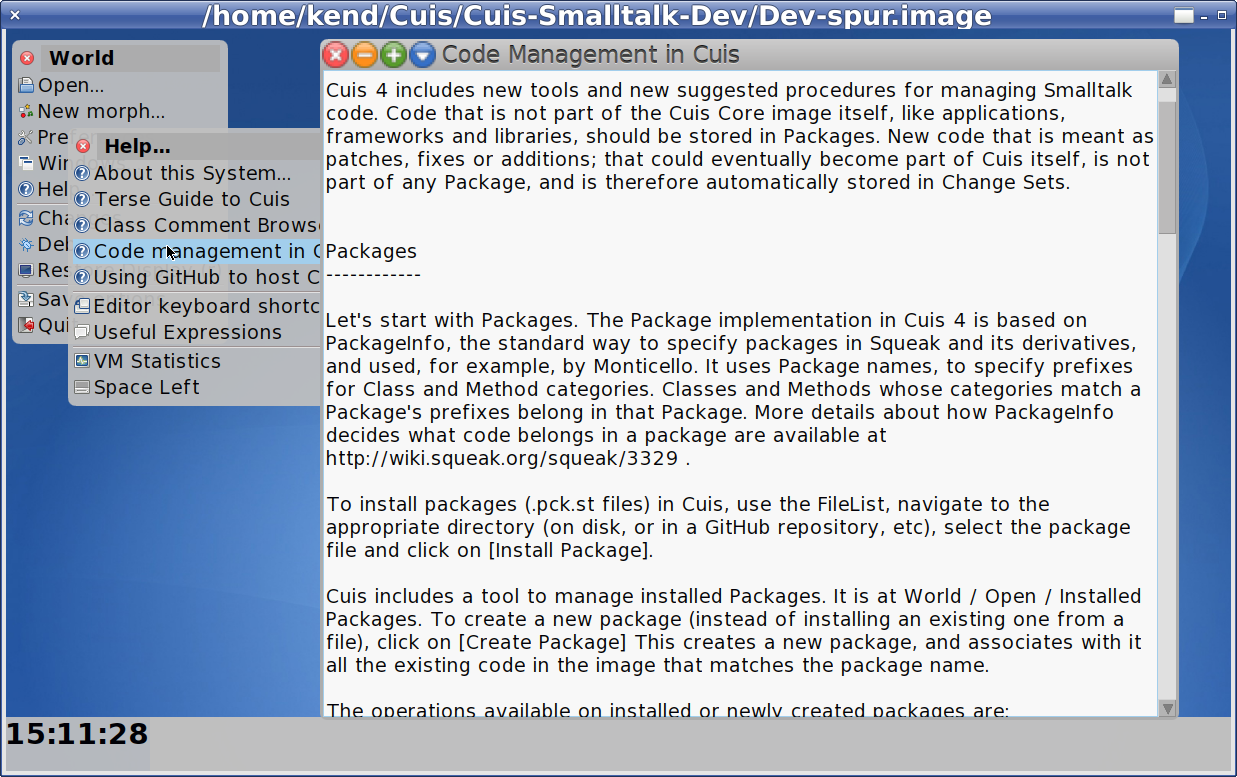 /home/kend/Cuis/Cuis-Smalltalk-Dev/Dev-spur.image
World
Open...
New morph...
Help...
About this System...
Terse Guide to Cuis
Class Comment Browse
Code management in C
Using GitHub to host C
Editor keyboard shortc
Useful Expressions
VM Statistics
Space Left
Code Management in Cuis
Cuis 4 includes new tools and new suggested procedures for managing Smalltalk
code. Code that is not part of the Cuis Core image itself, like applications,
frameworks and libraries, should be stored in Packages. New code that is meant as
patches, fixes or additions; that could eventually become part of Cuis itself, is not
part of any Package, and is therefore automatically stored in Change Sets.
Packages
------------
Let's start with Packages. The Package implementation in Cuis 4 is based on
PackageInfo, the standard way to specify packages in Squeak and its derivatives,
and used, for example, by Monticello. It uses Package names, to specify prefixes
for Class and Method categories. Classes and Methods whose categories match a
Package's prefixes belong in that Package. More details about how PackageInfo
decides what code belongs in a package are available at
http://wiki.squeak.org/squeak/3329 .
To install packages (.pck.st files) in Cuis, use the FileList, navigate to the
appropriate directory (on disk, or in a GitHub repository, etc), select the package
file and click on [Install Package].
Cuis includes a tool to manage installed Packages. It is at World / Open / Installed
Packages. To create a new package (instead of installing an existing one from a
file), click on [Create Package] This creates a new package, and associates with it
all the existing code in the image that matches the package name.
The operations available on installed or newly created packages are:
15:11:28